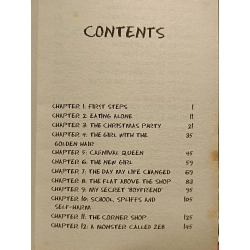 CONTENTS
CHAPTER 1: FIRST STEPS 1
CHAPTER 2: EATING ALONE 11
CHAPTER 3: THE CHRISTMAS PARTY 21
CHAPTER 4: THE GIRL WITH THE 35
GOLDEN HAIR
CHAPTER 5: CARNIVAL QUEEN 45
CHAPTER 6: THE NEW GIRL 59
CHAPTER 7: THE DAY MY LIFE CHANGED 69
CHAPTER 8: THE FLAT ABOVE THE SHOP 83
CHAPTER 9: MY SECRET 'BOYFRIEND' 95
CHAPTER 10: SCHOOL, SPLIFFS AND 105
SELF-HARM
CHAPTER 11: THE CORNER SHOP 125
CHAPTER 12: A MONSTER CALLED ZEB 145